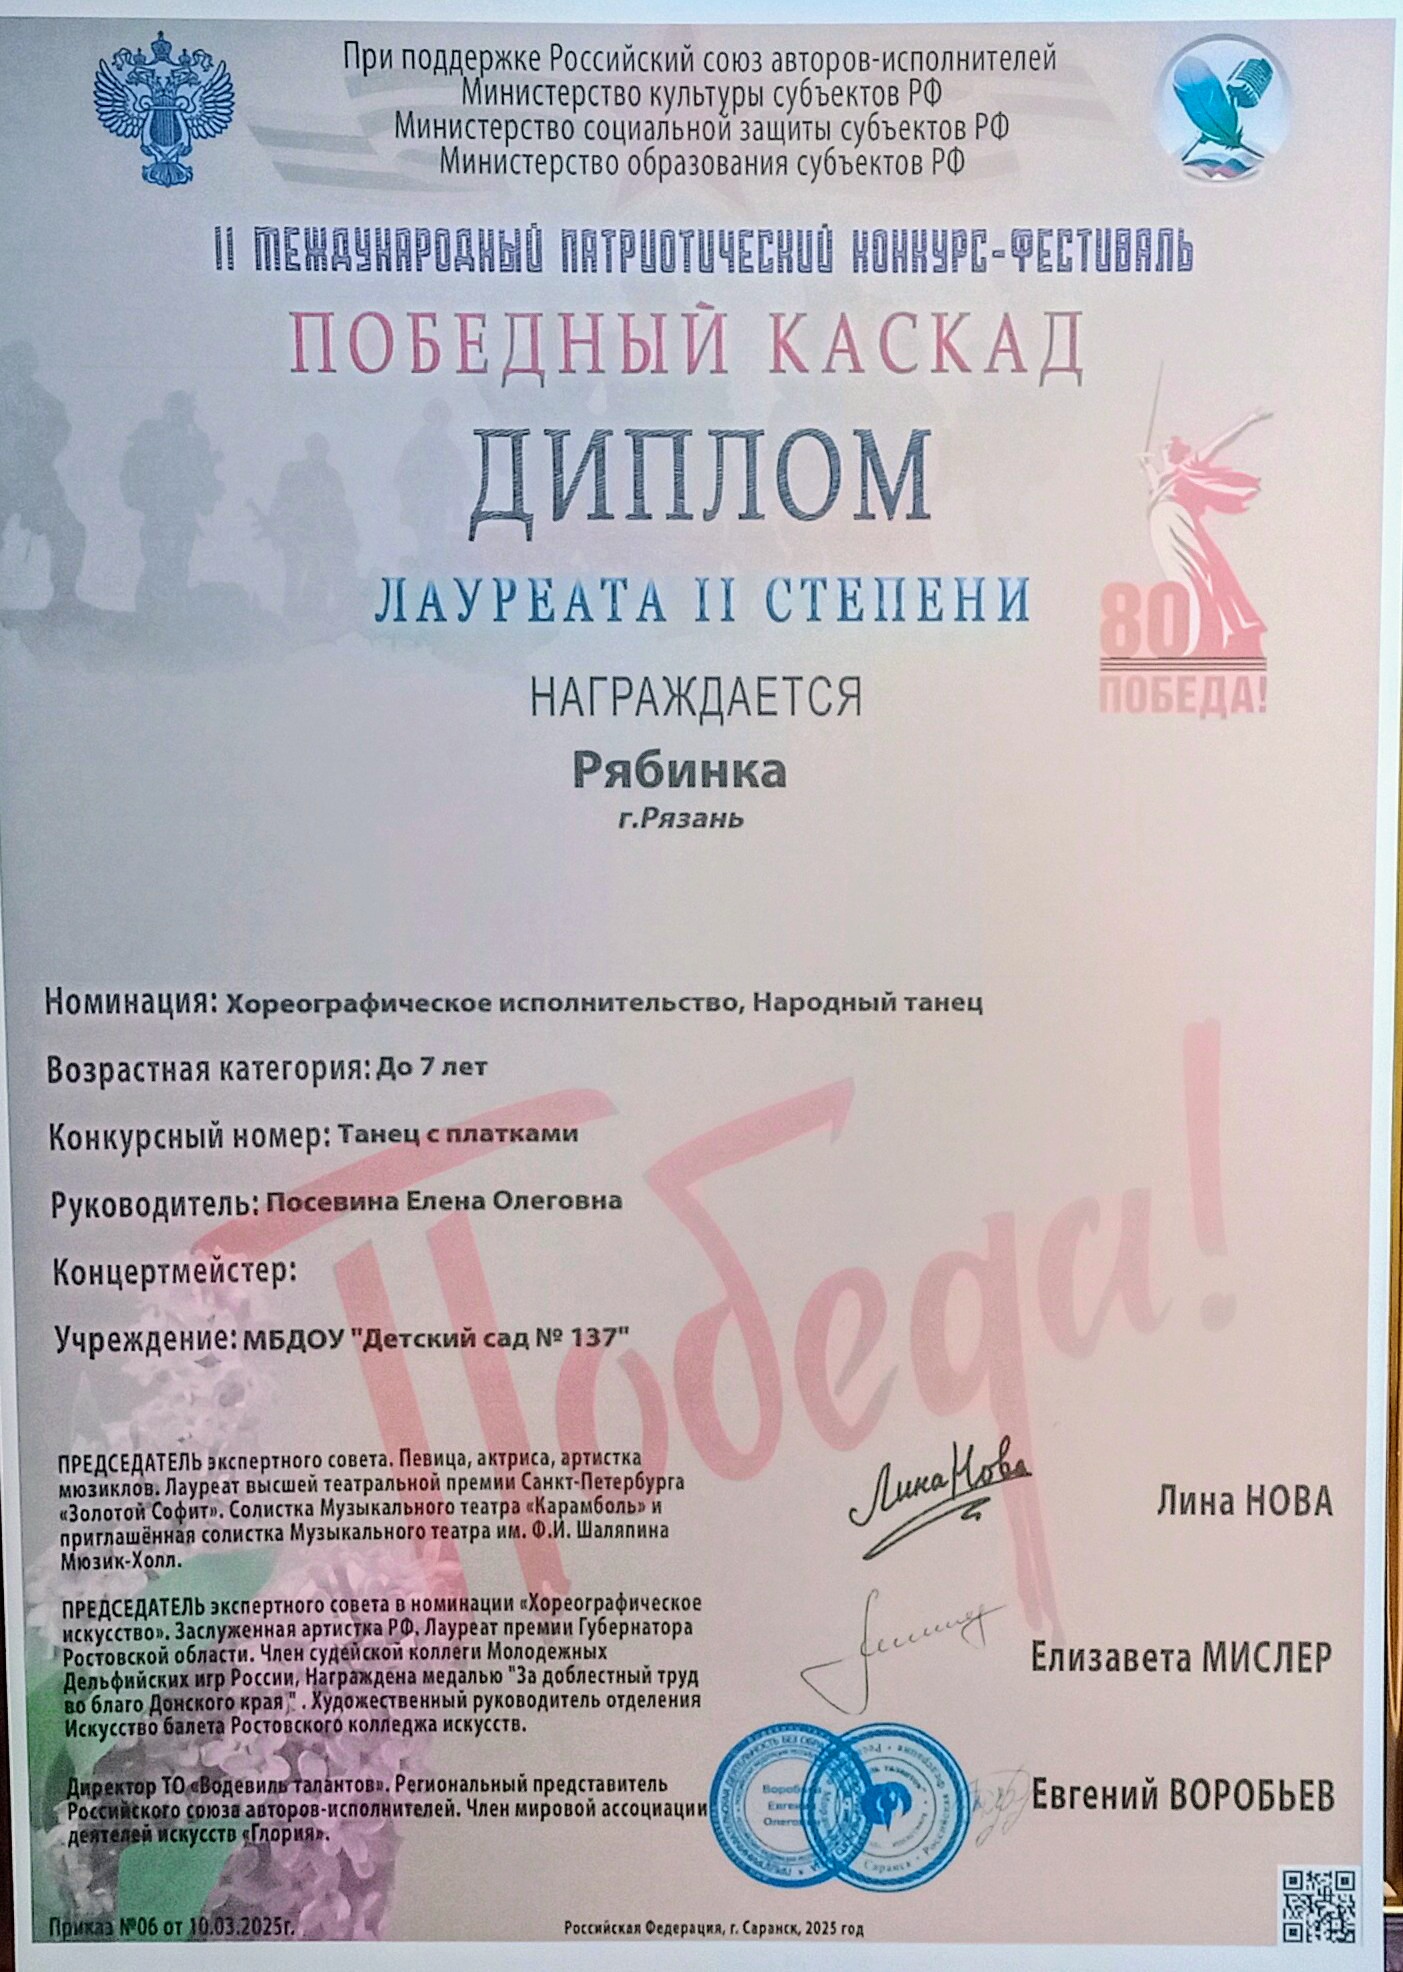 При поддержке Российский союз авторов-исполнителей
Министерство культуры субъектов РФ
Министерство социальной защиты субъектов РФ
Министерство образования субъектов РФ
II МЕЖДУНАРОДНЫЙ ПАТРИОТИЧЕСКИЙ КОНКУРС-ФЕСТИВАЛЬ
ПОБЕДНЫЙ КАСКАД
ДИПЛОМ
ЛАУРЕАТА II СТЕПЕНИ
80
ПОБЕДА!
НАГРАЖДАЕТСЯ
Рябинка
г.Рязань
Номинация: Хореографическое исполнительство, Народный танец
Возрастная категория: До 7 лет
Конкурсный номер: Танец с платками
Руководитель: Посевина Елена Олеговна
Концертмейстер:
Учреждение: МБДОУ "Детский сад № 137"
Победа!
ПРЕДСЕДАТЕЛЬ экспертного совета. Певица, актриса, артистка
мюзиклов. Лауреат высшей театральной премии Санкт-Петербурга
«Золотой Софит». Солистка Музыкального театра «Карамболь» и
приглашённая солистка Музыкального театра им. Ф.И. Шаляпина
Мюзик-Холл.
Лина Нова
Лина НОВА
ПРЕДСЕДАТЕЛЬ экспертного совета в номинации «Хореографическое
искусство». Заслуженная артистка РФ. Лауреат премии Губернатора
Ростовской области. Член судейской коллеги Молодежных
Дельфийских игр России, Награждена медалью "За доблестный труд
во благо Донского края " . Художественный руководитель отделения
Искусство балета Ростовского колледжа искусств.
Елизавета МИСЛЕР
Директор ТО «Водевиль талантов». Региональный представитель
Российского союза авторов-исполнителей. Член мировой ассоциации
деятелей искусств «Глория».
Евгений ВОРОБЬЕВ
Приказ №06 от 10.03.2025г.
Российская Федерация, г. Саранск, 2025 год